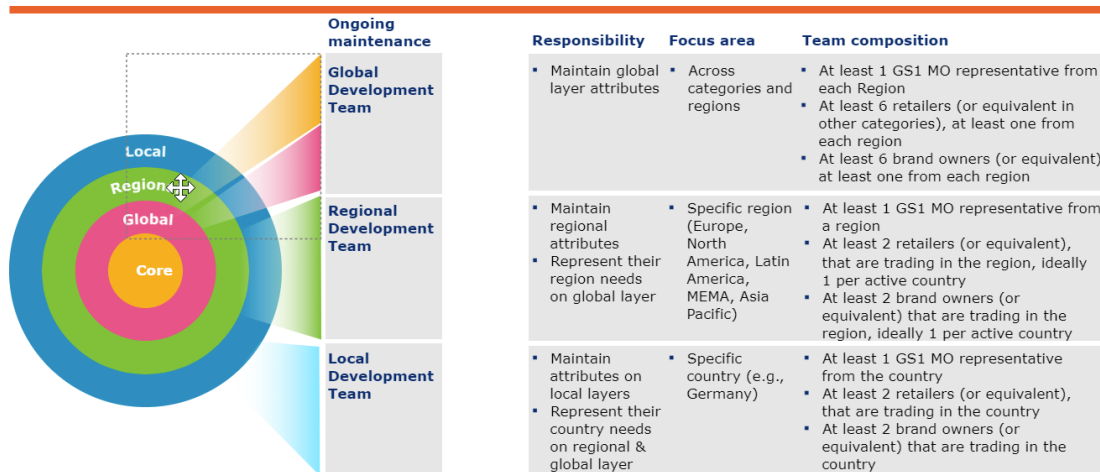 Ongoing
maintenance
Responsibility
Focus area
Team composition
Local
Region
Global
Core
Global
Development
Team
▪ Maintain global
layer attributes
▪ Across
categories and
regions
▪ At least 1 GS1 MO representative from
each Region
▪ At least 6 retailers (or equivalent in
other categories), at least one from
each region
▪ At least 6 brand owners (or equivalent)
at least one from each region
Regional
Development
Team
▪ Maintain
regional
attributes
▪ Represent their
region needs
on global layer
▪ Specific region
(Europe,
North
America, Latin
America,
MEMA, Asia
Pacific)
▪ At least 1 GS1 MO representative from
a region
▪ At least 2 retailers (or equivalent),
that are trading in the region, ideally
1 per active country
▪ At least 2 brand owners (or
equivalent) that are trading in the
region, ideally 1 per active country
Local
Development
Team
▪ Maintain
attributes on
local layers
▪ Represent their
country needs
on regional &
global layer
▪ Specific
country (e.g.,
Germany)
▪ At least 1 GS1 MO representative
from the country
▪ At least 2 retailers (or equivalent),
that are trading in the country
▪ At least 2 brand owners (or
equivalent) that are trading in the
country